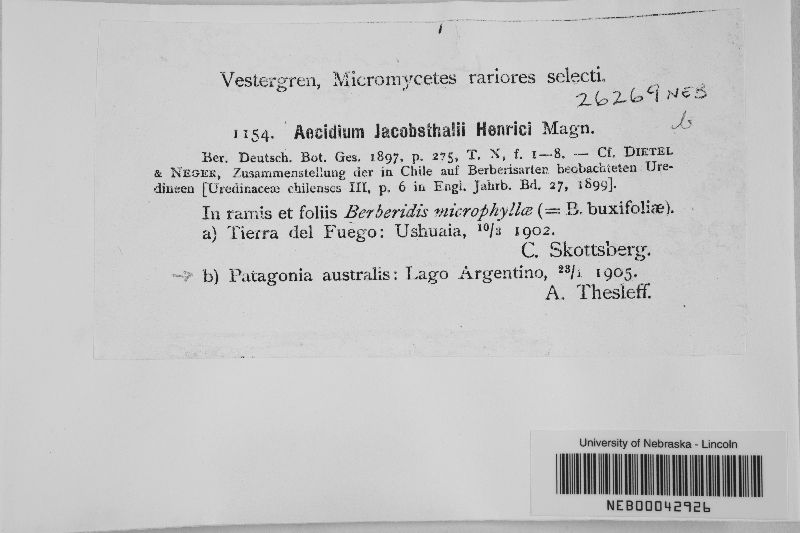 Vestergren, Micromycetes rariores selecti.
26269 NEB
b
1154. Aecidium Jacobsthalii Henrici Magn.
Ber. Deutsch. Bot. Ges. 1897, p. 275, T. X, f. 1—8. — Cf. DIETEL
& NEGER, Zusammenstellung der in Chile auf Berberisarten beobachteten Ure-
dineen [Uredinaceæ chilenses III, p. 6 in Engl. Jahrb. Bd. 27, 1899].
In ramis et foliis Berberidis microphyllæ (= B. buxifoliæ).
a) Tierra del Fuego: Ushuaia, 10/3 1902.
C. Skottsberg.
→ b) Patagonia australis: Lago Argentino, 23/1 1905.
A. Thesleff.
University of Nebraska - Lincoln
NEB00042926